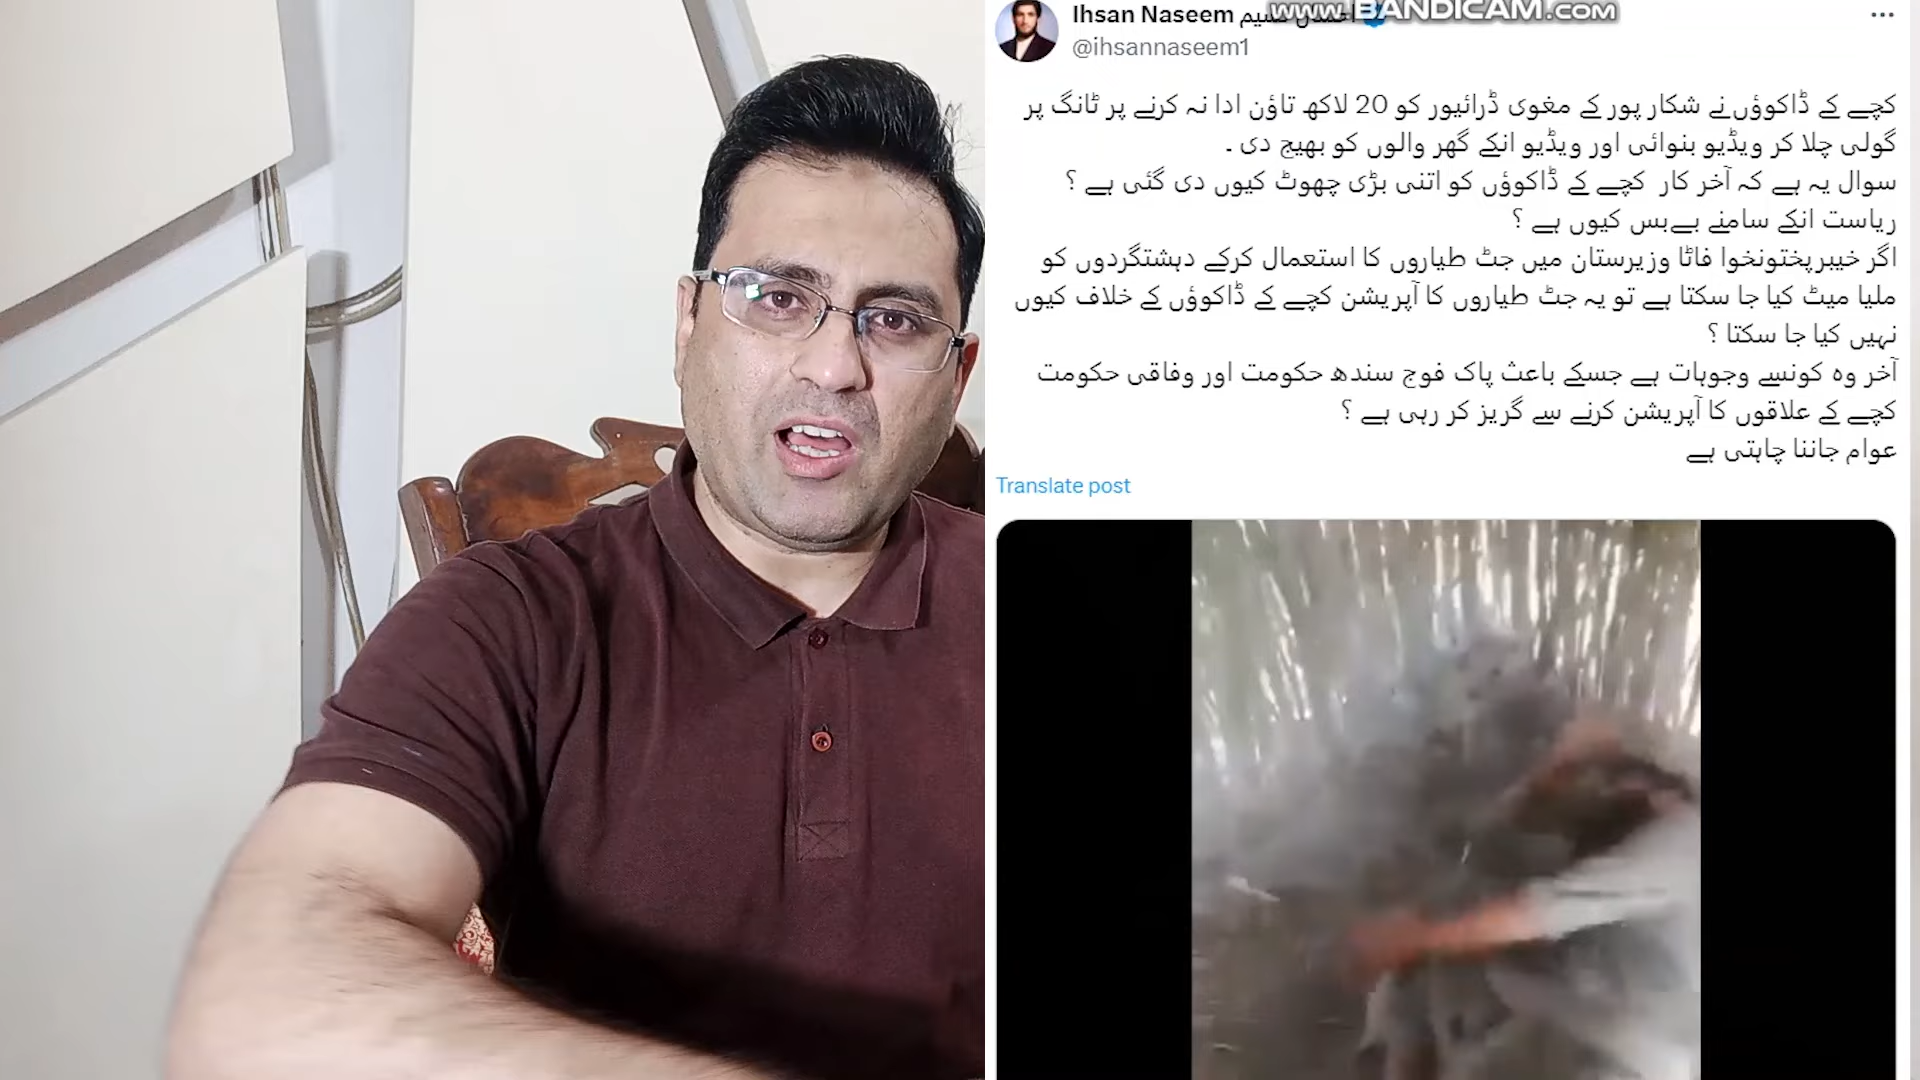 www.BANDICAM.com
Ihsan Naseem
@ihsannaseem1
کچے کے ڈاکوؤں نے شکار پور کے مغوی ڈرائیور کو 20 لاکھ تاؤن ادا نہ کرنے پر ٹانگ پر
گولی چلا کر ویڈیو بنوائی اور ویڈیو انکے گھر والوں کو بھیج دی ۔
سوال یہ ہے کہ آخر کار کچے کے ڈاکوؤں کو اتنی بڑی چھوٹ کیوں دی گئی ہے ؟
ریاست انکے سامنے بےبس کیوں ہے ؟
اگر خیبرپختونخوا فاٹا وزیرستان میں جٹ طیاروں کا استعمال کرکے دہشتگردوں کو
ملیا میٹ کیا جا سکتا ہے تو یہ جٹ طیاروں کا آپریشن کچے کے ڈاکوؤں کے خلاف کیوں
نہیں کیا جا سکتا ؟
آخر وہ کونسے وجوہات ہے جسکے باعث پاک فوج سندھ حکومت اور وفاقی حکومت
کچے کے علاقوں کا آپریشن کرنے سے گریز کر رہی ہے ؟
عوام جاننا چاہتی ہے
Translate post